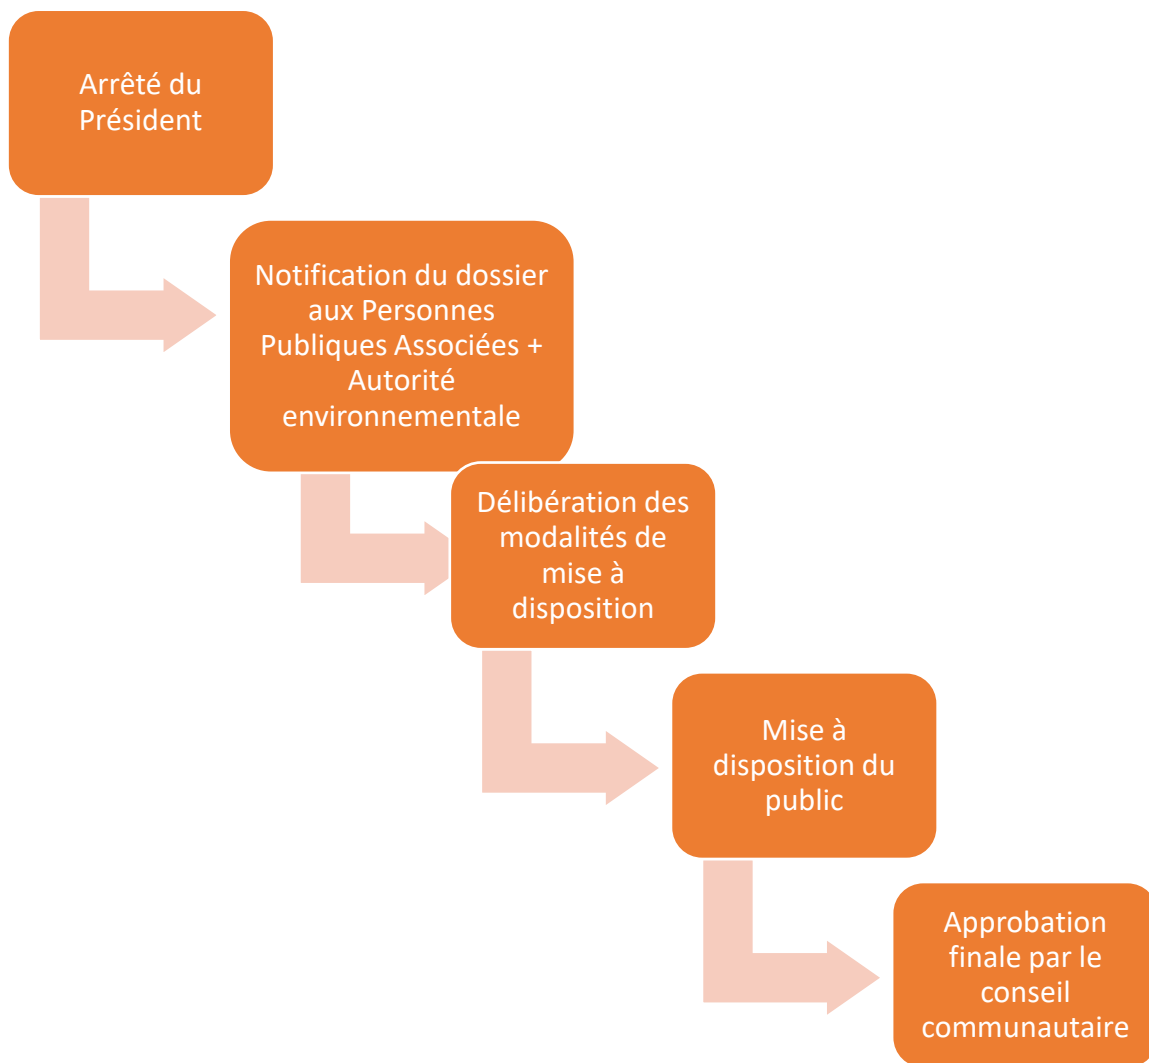 Arrêté du
Président
Notification du dossier
aux Personnes
Publiques Associées +
Autorité
environnementale
Délibération des
modalités de
mise à
disposition
Mise à
disposition du
public
Approbation
finale par le
conseil
communautaire